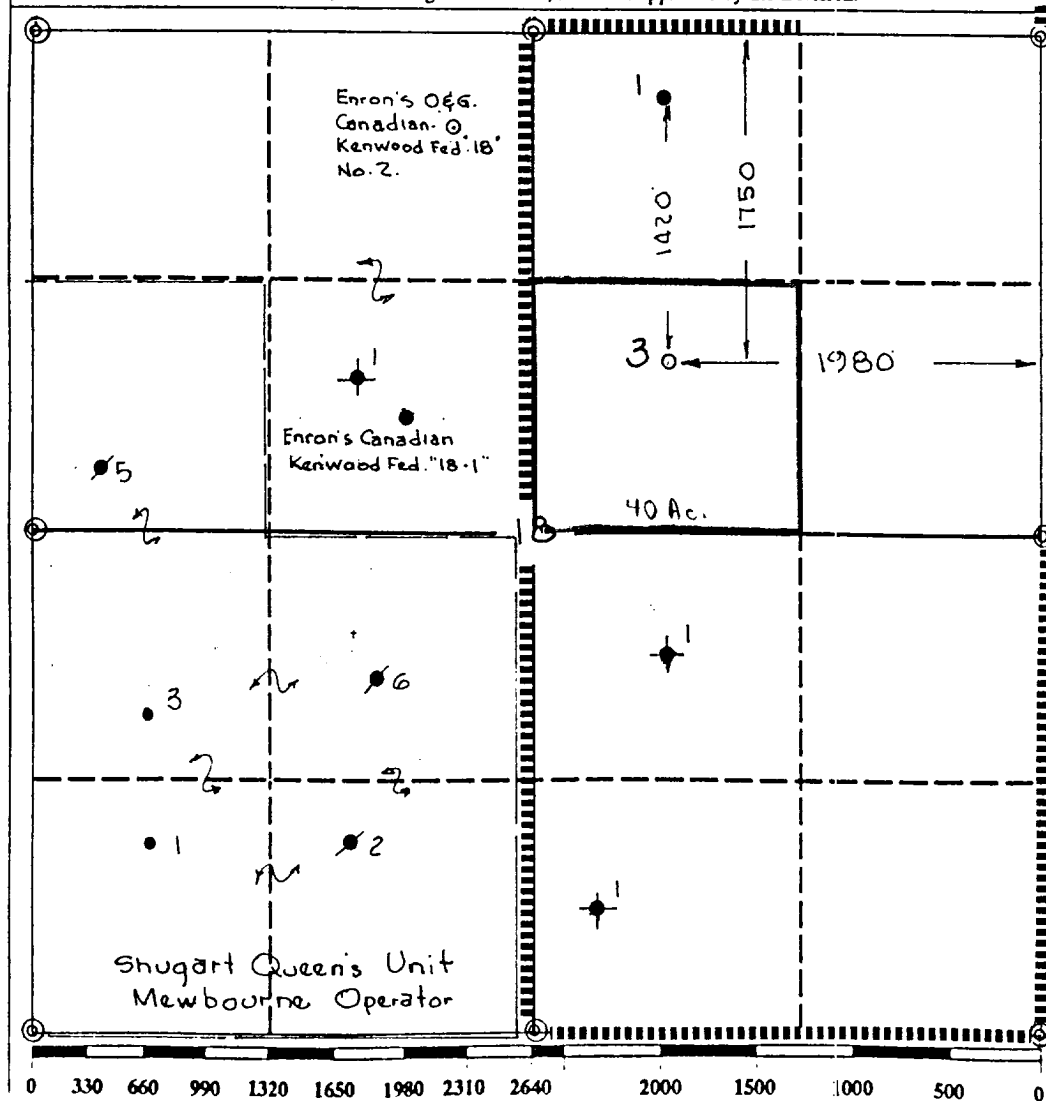 1
Enron's O&G.
Canadian.
Kenwood Fed."18"
No. 2.
1420
1750
1
3
1980
Enron's Canadian
Kenwood Fed. "18-1"
5
40 Ac.
18
1
3
6
1
2
1
Shugart Queen's Unit
Mewbourne Operator
0 330 660 990 1320 1650 1980 2310 2640 2000 1500 1000 500 0